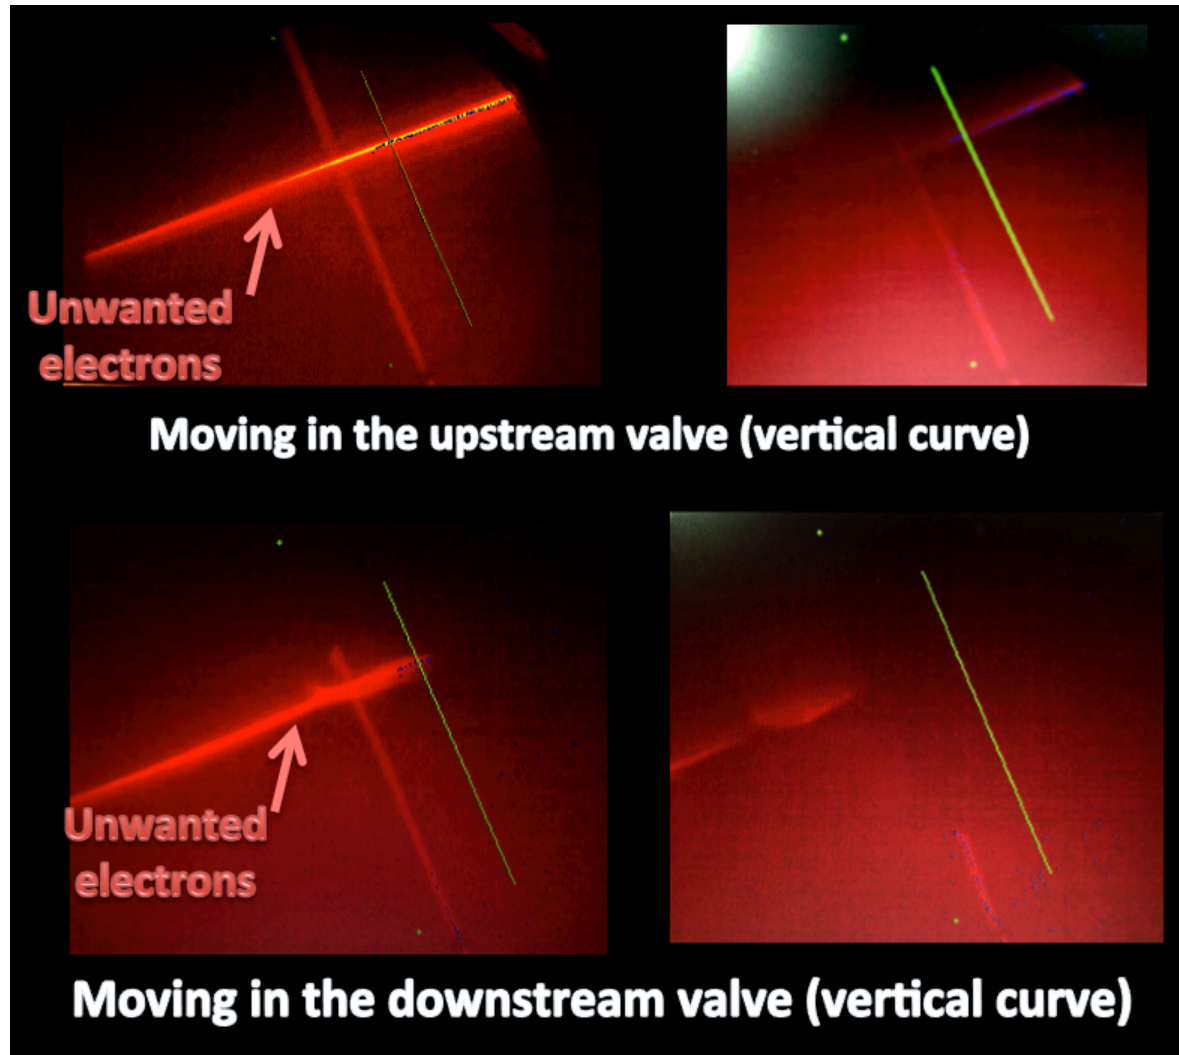 Unwanted
electrons
Moving in the upstream valve (vertical curve)
Unwanted
electrons
Moving in the downstream valve (vertical curve)